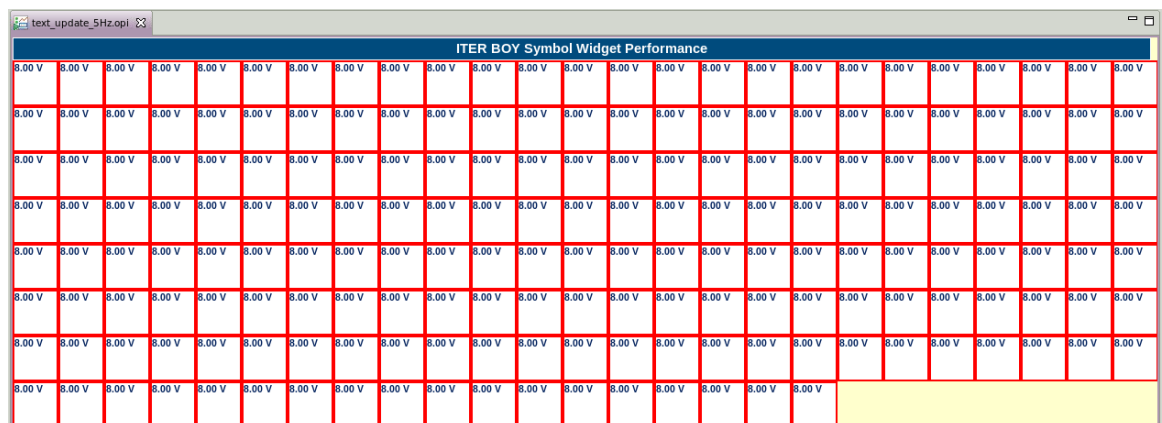 text_update_5Hz.opi
ITER BOY Symbol Widget Performance
8.00 V 8.00 V 8.00 V 8.00 V 8.00 V 8.00 V 8.00 V 8.00 V 8.00 V 8.00 V 8.00 V 8.00 V 8.00 V 8.00 V 8.00 V 8.00 V 8.00 V 8.00 V 8.00 V 8.00 V 8.00 V 8.00 V 8.00 V 8.00 V 8.00 V
8.00 V 8.00 V 8.00 V 8.00 V 8.00 V 8.00 V 8.00 V 8.00 V 8.00 V 8.00 V 8.00 V 8.00 V 8.00 V 8.00 V 8.00 V 8.00 V 8.00 V 8.00 V 8.00 V 8.00 V 8.00 V 8.00 V 8.00 V 8.00 V 8.00 V
8.00 V 8.00 V 8.00 V 8.00 V 8.00 V 8.00 V 8.00 V 8.00 V 8.00 V 8.00 V 8.00 V 8.00 V 8.00 V 8.00 V 8.00 V 8.00 V 8.00 V 8.00 V 8.00 V 8.00 V 8.00 V 8.00 V 8.00 V 8.00 V 8.00 V
8.00 V 8.00 V 8.00 V 8.00 V 8.00 V 8.00 V 8.00 V 8.00 V 8.00 V 8.00 V 8.00 V 8.00 V 8.00 V 8.00 V 8.00 V 8.00 V 8.00 V 8.00 V 8.00 V 8.00 V 8.00 V 8.00 V 8.00 V 8.00 V 8.00 V
8.00 V 8.00 V 8.00 V 8.00 V 8.00 V 8.00 V 8.00 V 8.00 V 8.00 V 8.00 V 8.00 V 8.00 V 8.00 V 8.00 V 8.00 V 8.00 V 8.00 V 8.00 V 8.00 V 8.00 V 8.00 V 8.00 V 8.00 V 8.00 V 8.00 V
8.00 V 8.00 V 8.00 V 8.00 V 8.00 V 8.00 V 8.00 V 8.00 V 8.00 V 8.00 V 8.00 V 8.00 V 8.00 V 8.00 V 8.00 V 8.00 V 8.00 V 8.00 V 8.00 V 8.00 V 8.00 V 8.00 V 8.00 V 8.00 V 8.00 V
8.00 V 8.00 V 8.00 V 8.00 V 8.00 V 8.00 V 8.00 V 8.00 V 8.00 V 8.00 V 8.00 V 8.00 V 8.00 V 8.00 V 8.00 V 8.00 V 8.00 V 8.00 V 8.00 V 8.00 V 8.00 V 8.00 V 8.00 V 8.00 V 8.00 V
8.00 V 8.00 V 8.00 V 8.00 V 8.00 V 8.00 V 8.00 V 8.00 V 8.00 V 8.00 V 8.00 V 8.00 V 8.00 V 8.00 V 8.00 V 8.00 V 8.00 V 8.00 V